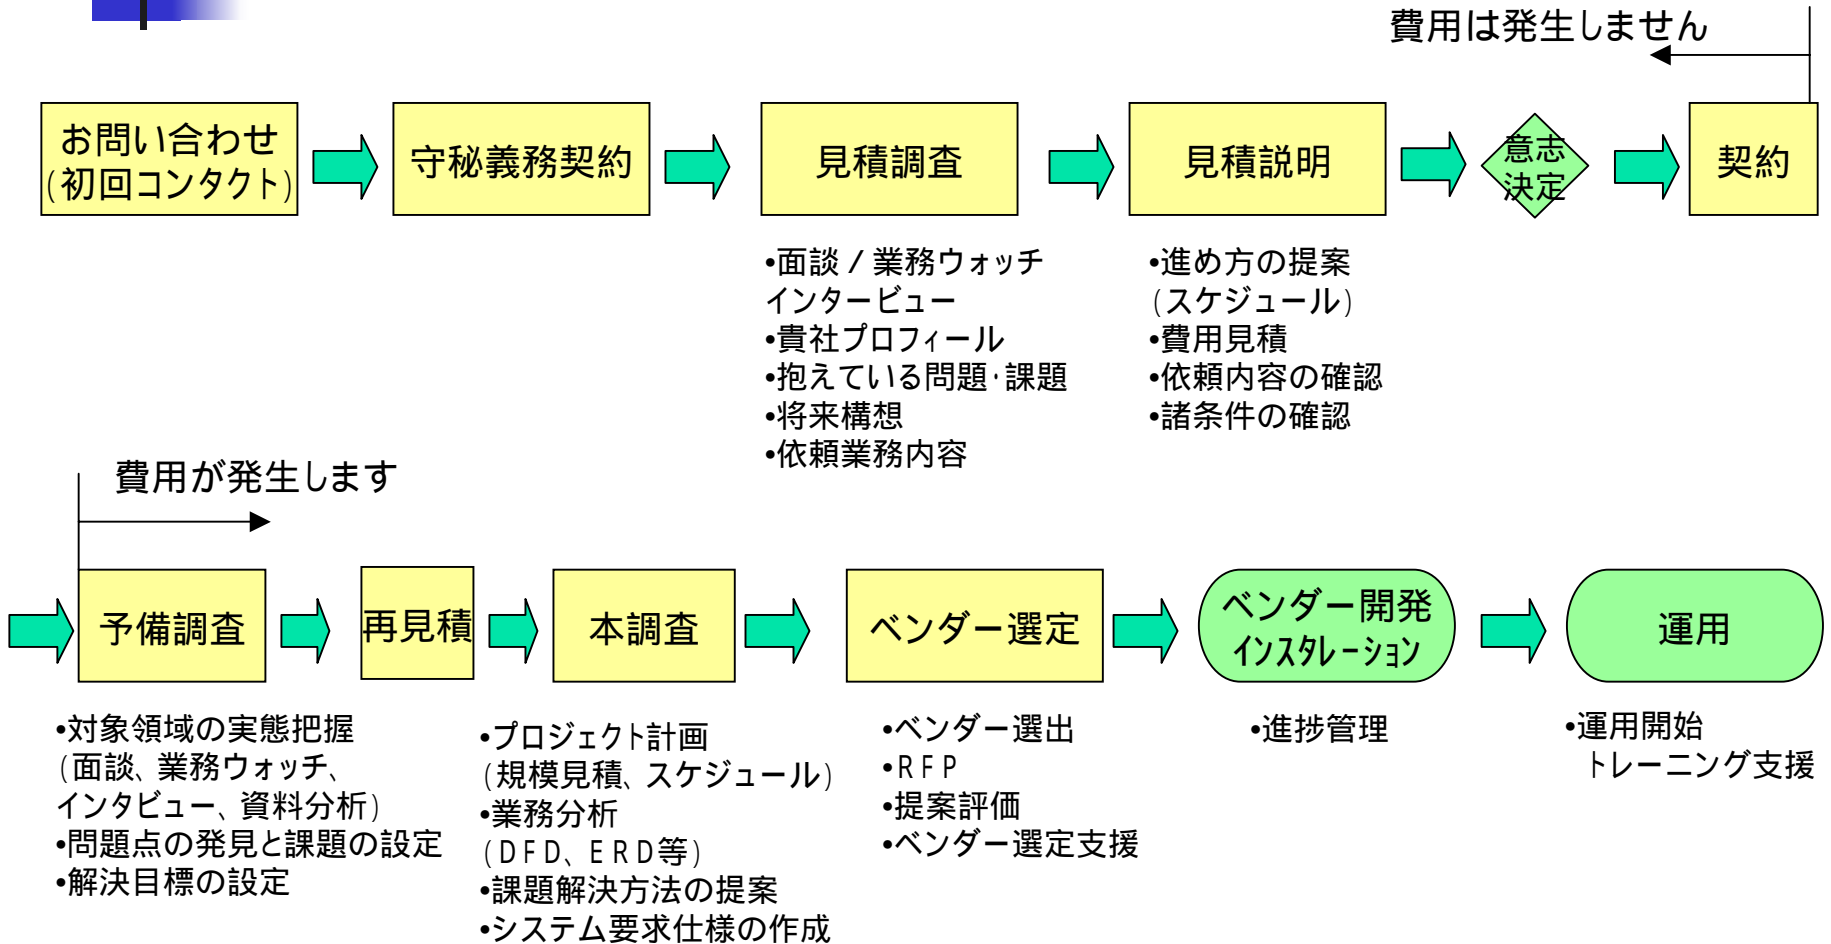 費用は発生しません
お問い合わせ
(初回コンタクト)
守秘義務契約
見積調査
見積説明
意志
決定
契約
•面談/業務ウォッチ
インタービュー
•貴社プロフィール
•抱えている問題・課題
•将来構想
•依頼業務内容
•進め方の提案
(スケジュール)
•費用見積
•依頼内容の確認
•諸条件の確認
費用が発生します
予備調査
再見積
本調査
ベンダー選定
ベンダー開発
インスタレーション
運用
•対象領域の実態把握
(面談、業務ウォッチ、
インタビュー、資料分析)
•問題点の発見と課題の設定
•解決目標の設定
•プロジェクト計画
(規模見積、スケジュール)
•業務分析
(DFD、ERD等)
•課題解決方法の提案
•システム要求仕様の作成
•ベンダー選出
•RFP
•提案評価
•ベンダー選定支援
•進捗管理
•運用開始
トレーニング支援